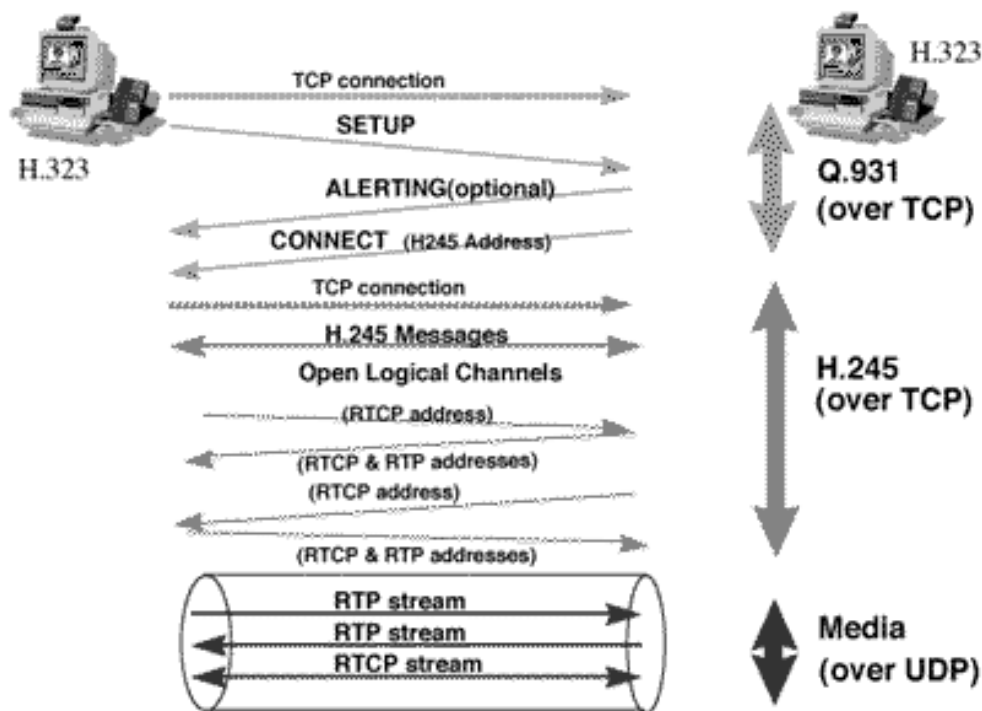 H.323
TCP connection
H.323
SETUP
Q.931
(over TCP)
ALERTING(optional)
CONNECT (H245 Address)
TCP connection
H.245 Messages
H.245
(over TCP)
Open Logical Channels
(RTCP address)
(RTCP & RTP addresses)
(RTCP address)
(RTCP & RTP addresses)
RTP stream
RTP stream
RTCP stream
Media
(over UDP)